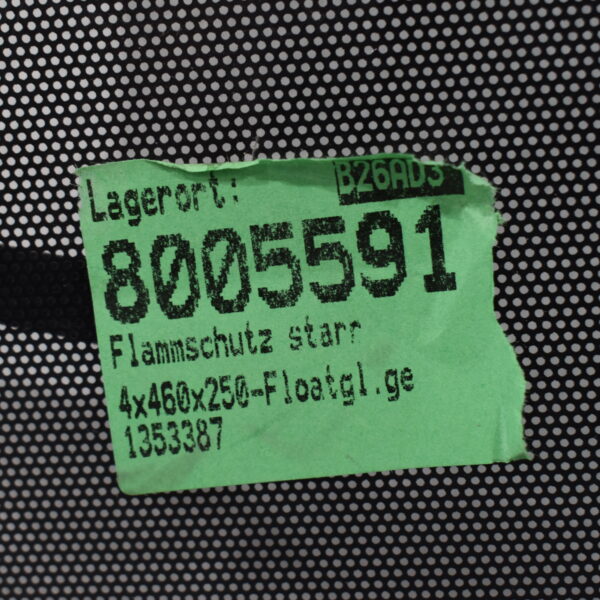 Lagerort: B26AD3
8005591
Flammschutz starr
4x460x250-Floatgl.ge
1353387